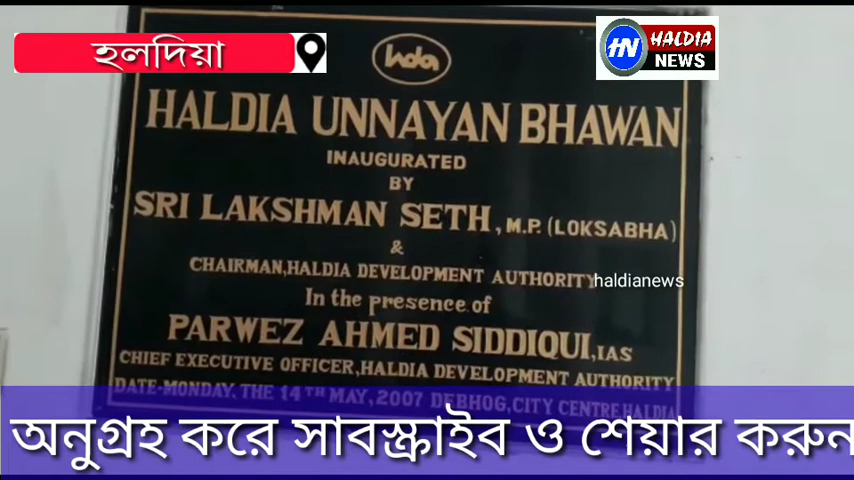 হলদিয়া
HN HALDIA
NEWS
hda
HALDIA UNNAYAN BHAWAN
INAUGURATED
BY
SRI LAKSHMAN SETH, M.P. (LOKSABHA)
&
CHAIRMAN, HALDIA DEVELOPMENT AUTHORITY
haldianews
In the presence of
PARWEZ AHMED SIDDIQUI, IAS
CHIEF EXECUTIVE OFFICER, HALDIA DEVELOPMENT AUTHORITY
DATE-MONDAY, THE 14TH MAY, 2007 DEBHOG, CITY CENTRE, HALDIA
অনুগ্রহ করে সাবস্ক্রাইব ও শেয়ার করুন